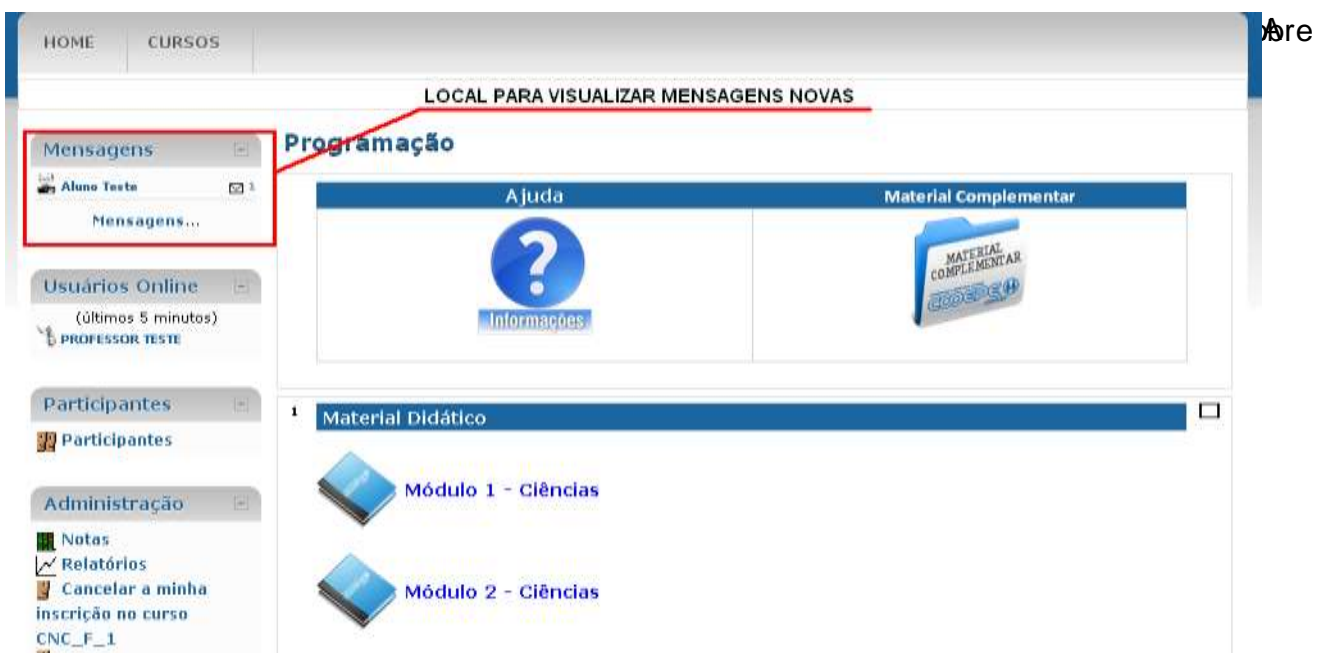 HOME CURSOS
LOCAL PARA VISUALIZAR MENSAGENS NOVAS
Mensagens
Aluno Teste 1
Mensagens...
Usuários Online
(últimos 5 minutos)
PROFESSOR TESTE
Participantes
Participantes
Administração
Notas
Relatórios
Cancelar a minha
inscrição no curso
CNC_F_1
Programação
Ajuda Material Complementar
Informações
MATERIAL
COMPLEMENTAR
1 Material Didático
Módulo 1 - Ciências
Módulo 2 - Ciências